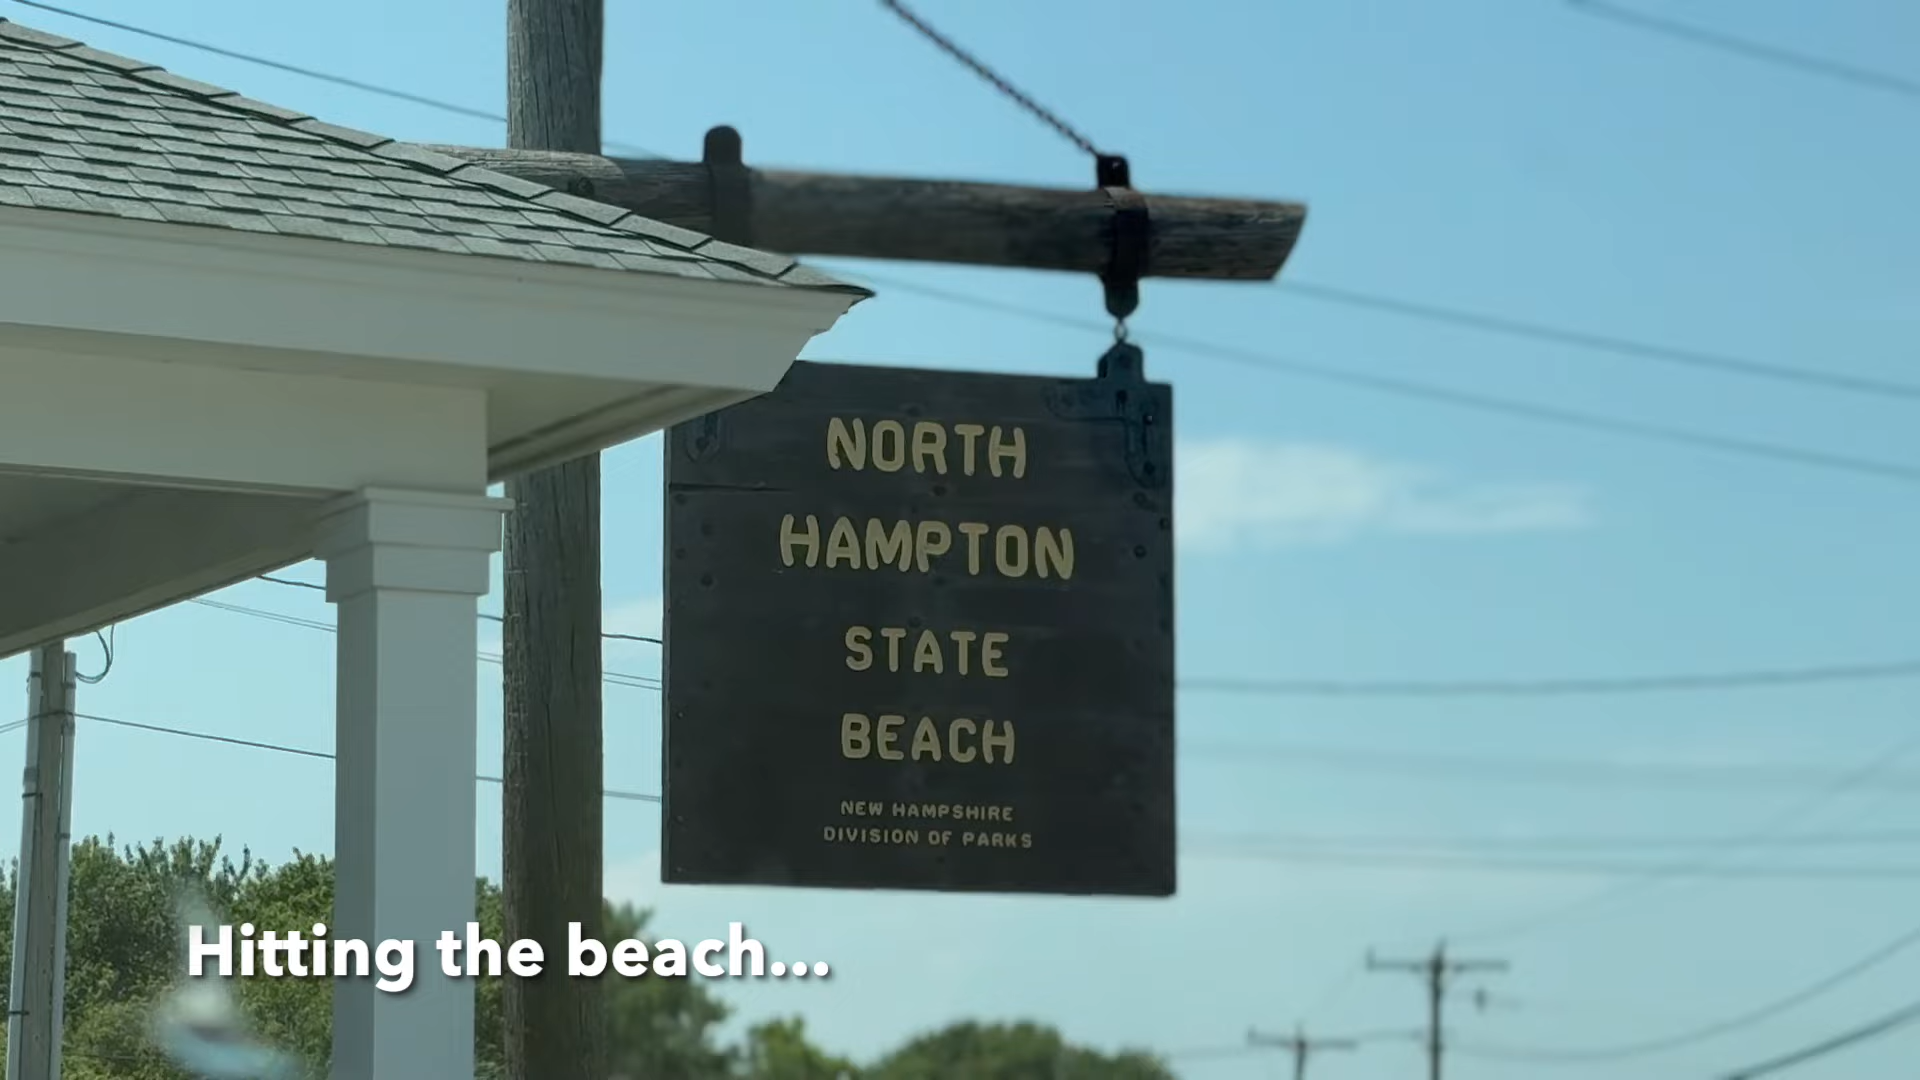 NORTH
HAMPTON
STATE
BEACH
NEW HAMPSHIRE
DIVISION OF PARKS
Hitting the beach...